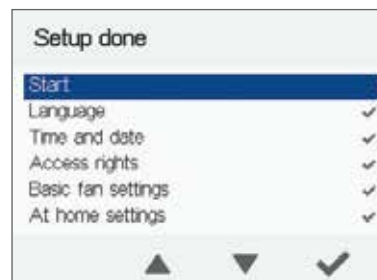 Setup done
Start
Language
Time and date
Access rights
Basic fan settings
At home settings